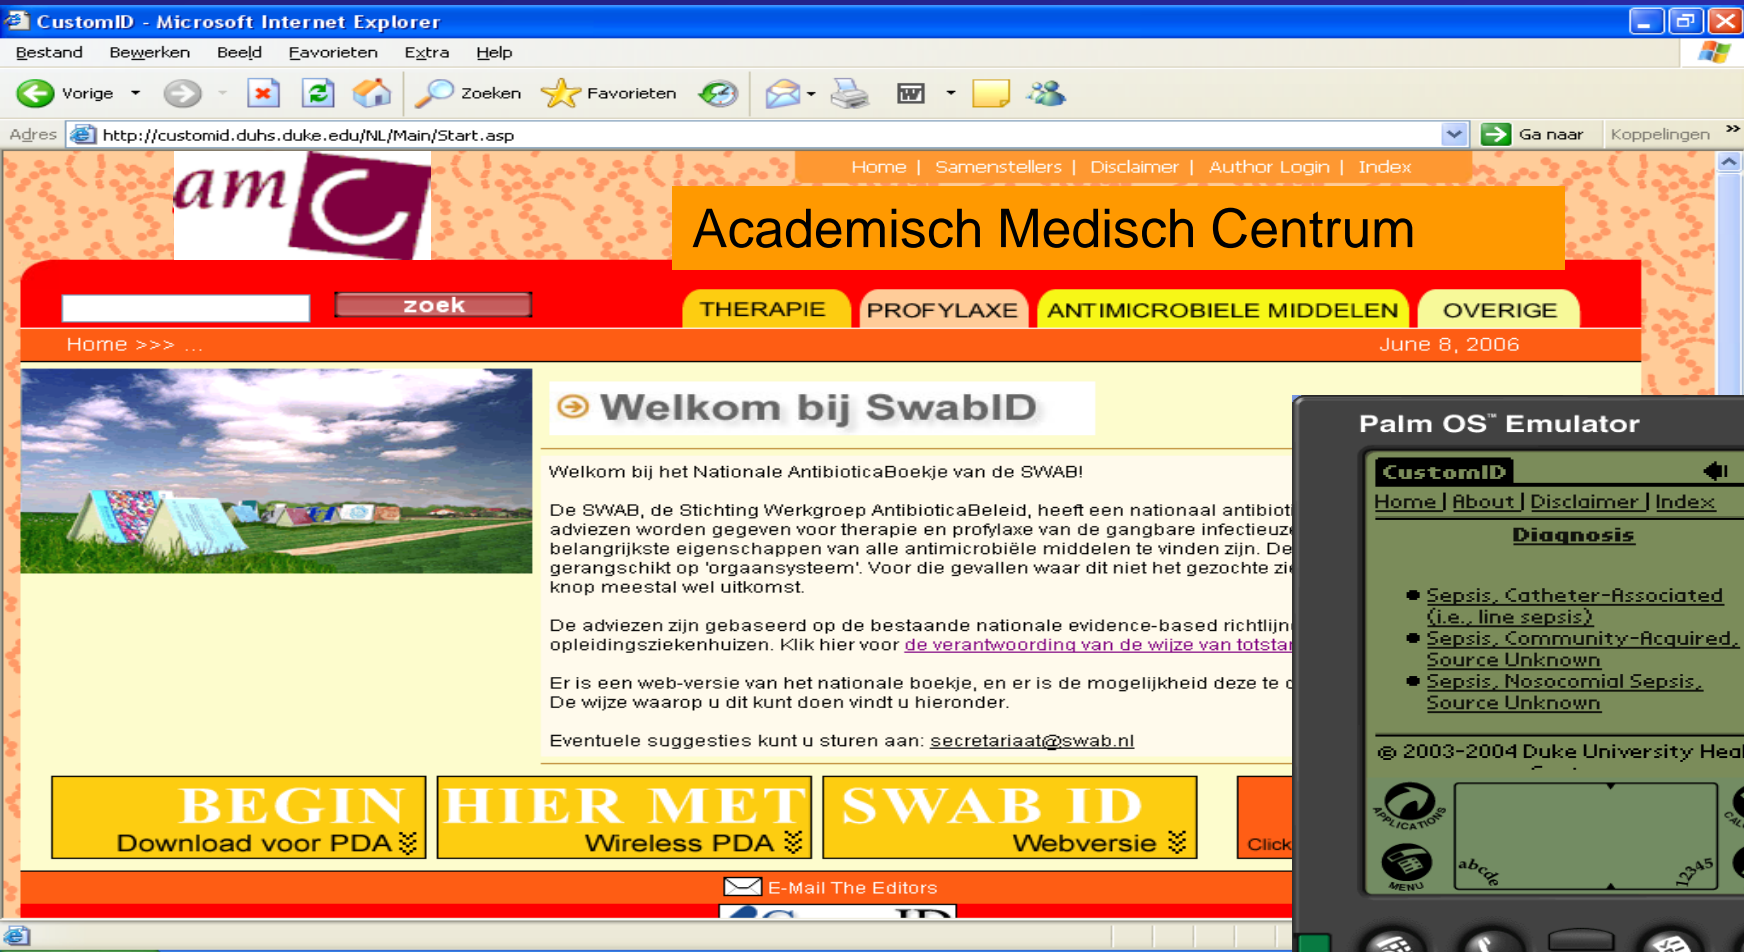 CustomID - Microsoft Internet Explorer
Bestand Bewerken Beeld Favorieten Extra Help
Vorige Zoeken Favorieten
Adres http://customid.duhs.duke.edu/NL/Main/Start.asp Ga naar Koppelingen »
amC
Home | Samenstellers | Disclaimer | Author Login | Index
Academisch Medisch Centrum
zoek THERAPIE PROFYLAXE ANTIMICROBIELE MIDDELEN OVERIGE
Home >>> ... June 8, 2006
Welkom bij SwabID
Welkom bij het Nationale AntibioticaBoekje van de SWAB!
De SWAB, de Stichting Werkgroep AntibioticaBeleid, heeft een nationaal antibiot
adviezen worden gegeven voor therapie en profylaxe van de gangbare infectieuz
belangrijkste eigenschappen van alle antimicrobiële middelen te vinden zijn. De
gerangschikt op 'orgaansysteem'. Voor die gevallen waar dit niet het gezochte zi
knop meestal wel uitkomst.
De adviezen zijn gebaseerd op de bestaande nationale evidence-based richtlijn
opleidingsziekenhuizen. Klik hier voor de verantwoording van de wijze van totsta
Er is een web-versie van het nationale boekje, en er is de mogelijkheid deze te
De wijze waarop u dit kunt doen vindt u hieronder.
Eventuele suggesties kunt u sturen aan: secretariaat@swab.nl
BEGIN HIER MET SWAB ID
Download voor PDA Wireless PDA Webversie Click
E-Mail The Editors
Palm OS™ Emulator
CustomID
Home | About | Disclaimer | Index
Diagnosis
Sepsis, Catheter-Associated
(i.e., line sepsis)
Sepsis, Community-Acquired,
Source Unknown
Sepsis, Nosocomial Sepsis,
Source Unknown
© 2003-2004 Duke University Heal
APPLICATIONS
MENU
abcde
12345